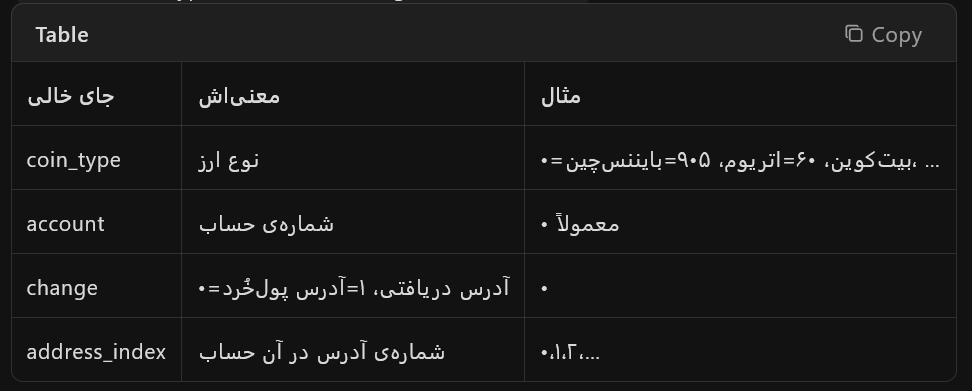 Table
Copy
جای خالی	معنی‌اش	مثال
coin_type	نوع ارز	۰=بیت‌کوین، ۶۰=اتریوم، ۹۰۵=بایننس‌چین، ...
account	شماره‌ی حساب	معمولاً ۰
change	۰=آدرس دریافتی، ۱=آدرس پول‌خُرد	۰
address_index	شماره‌ی آدرس در آن حساب	۰،۱،۲،...